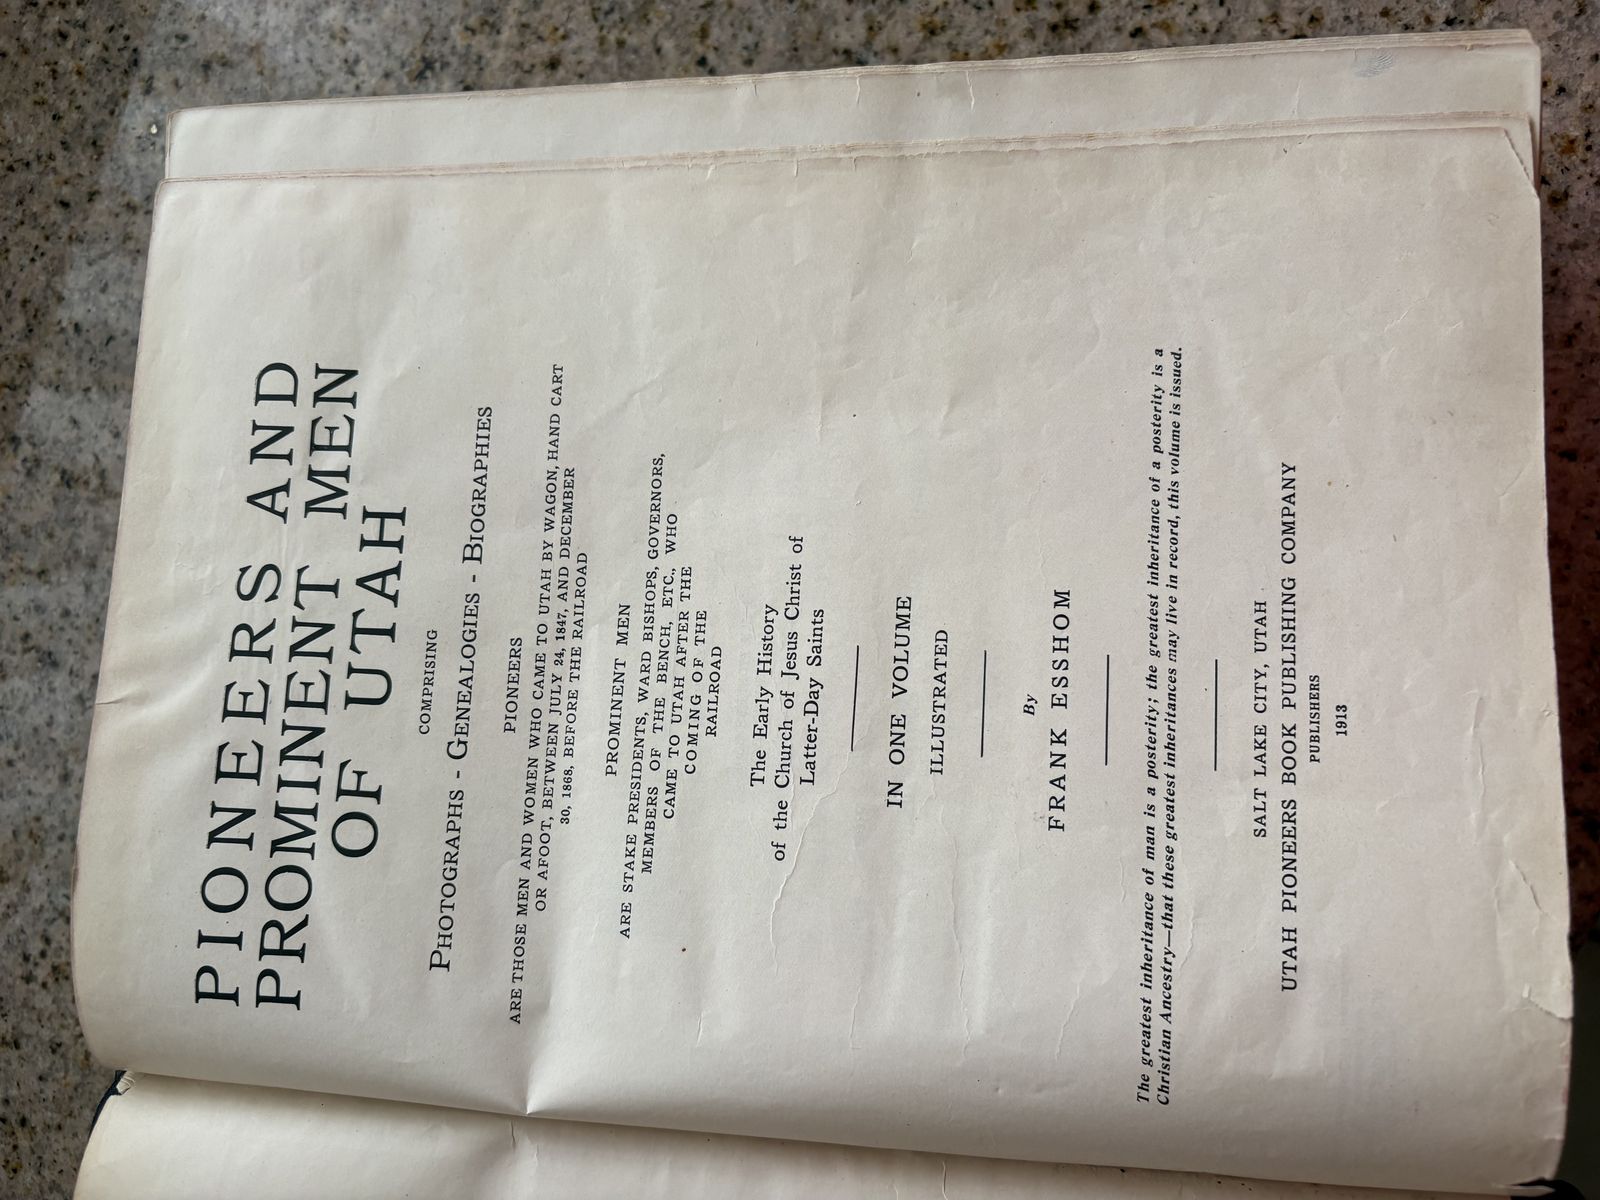 PIONEERS AND
PROMINENT MEN
OF UTAH
COMPRISING
PHOTOGRAPHS - GENEALOGIES - BIOGRAPHIES
PIONEERS
ARE THOSE MEN AND WOMEN WHO CAME TO UTAH BY WAGON, HAND CART
OR AFOOT, BETWEEN JULY 24, 1847, AND DECEMBER
30, 1868, BEFORE THE RAILROAD
PROMINENT MEN
ARE STAKE PRESIDENTS, WARD BISHOPS, GOVERNORS,
MEMBERS OF THE BENCH, ETC., WHO
CAME TO UTAH AFTER THE
COMING OF THE
RAILROAD
The Early History
of the Church of Jesus Christ of
Latter-Day Saints
IN ONE VOLUME
ILLUSTRATED
By
FRANK ESSHOM
The greatest inheritance of man is a posterity; the greatest inheritance of a posterity is a
Christian Ancestry—that these greatest inheritances may live in record, this volume is issued.
SALT LAKE CITY, UTAH
UTAH PIONEERS BOOK PUBLISHING COMPANY
PUBLISHERS
1913